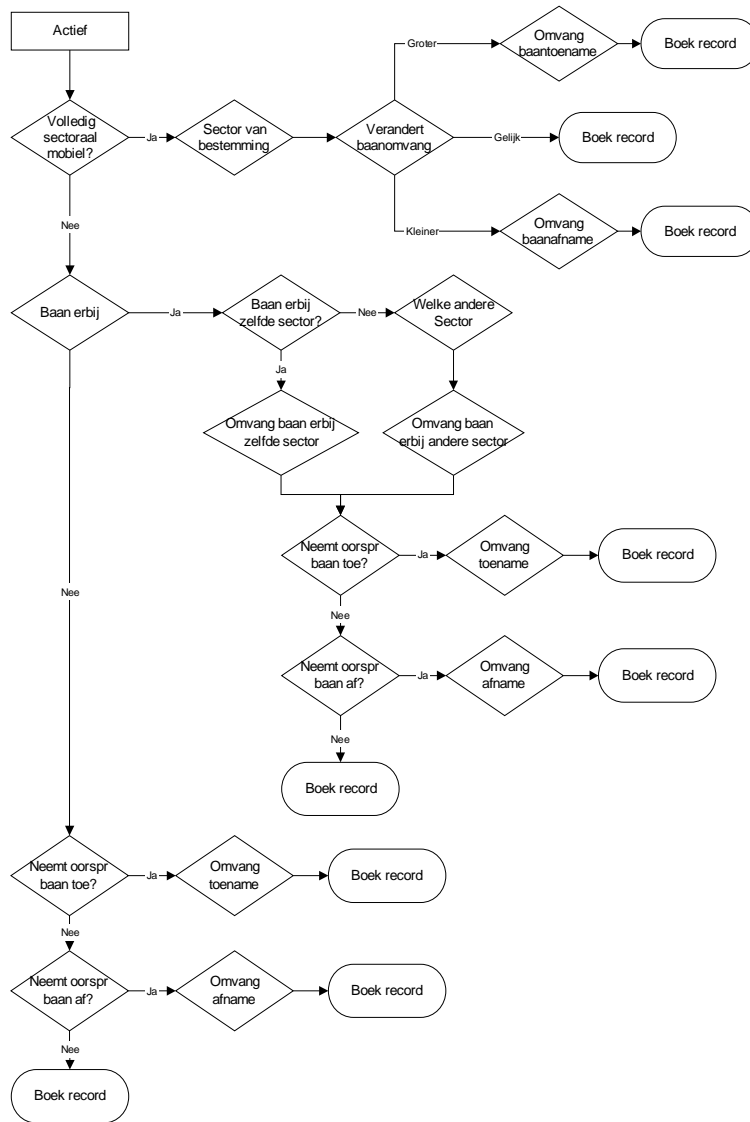 Actief
Omvang
baantoename
Boek record
Groter
Volledig
sectoraal
mobiel?
Ja
Sector van
bestemming
Verandert
baanomvang
Gelijk
Boek record
Nee
Kleiner
Omvang
baanafname
Boek record
Baan erbij
Ja
Baan erbij
zelfde sector?
Nee
Welke andere
Sector
Ja
Omvang baan erbij
zelfde sector
Omvang baan
erbij andere sector
Neemt oorspr
baan toe?
Ja
Omvang
toename
Boek record
Nee
Nee
Neemt oorspr
baan af?
Ja
Omvang
afname
Boek record
Nee
Boek record
Neemt oorspr
baan toe?
Ja
Omvang
toename
Boek record
Nee
Neemt oorspr
baan af?
Ja
Omvang
afname
Boek record
Nee
Boek record